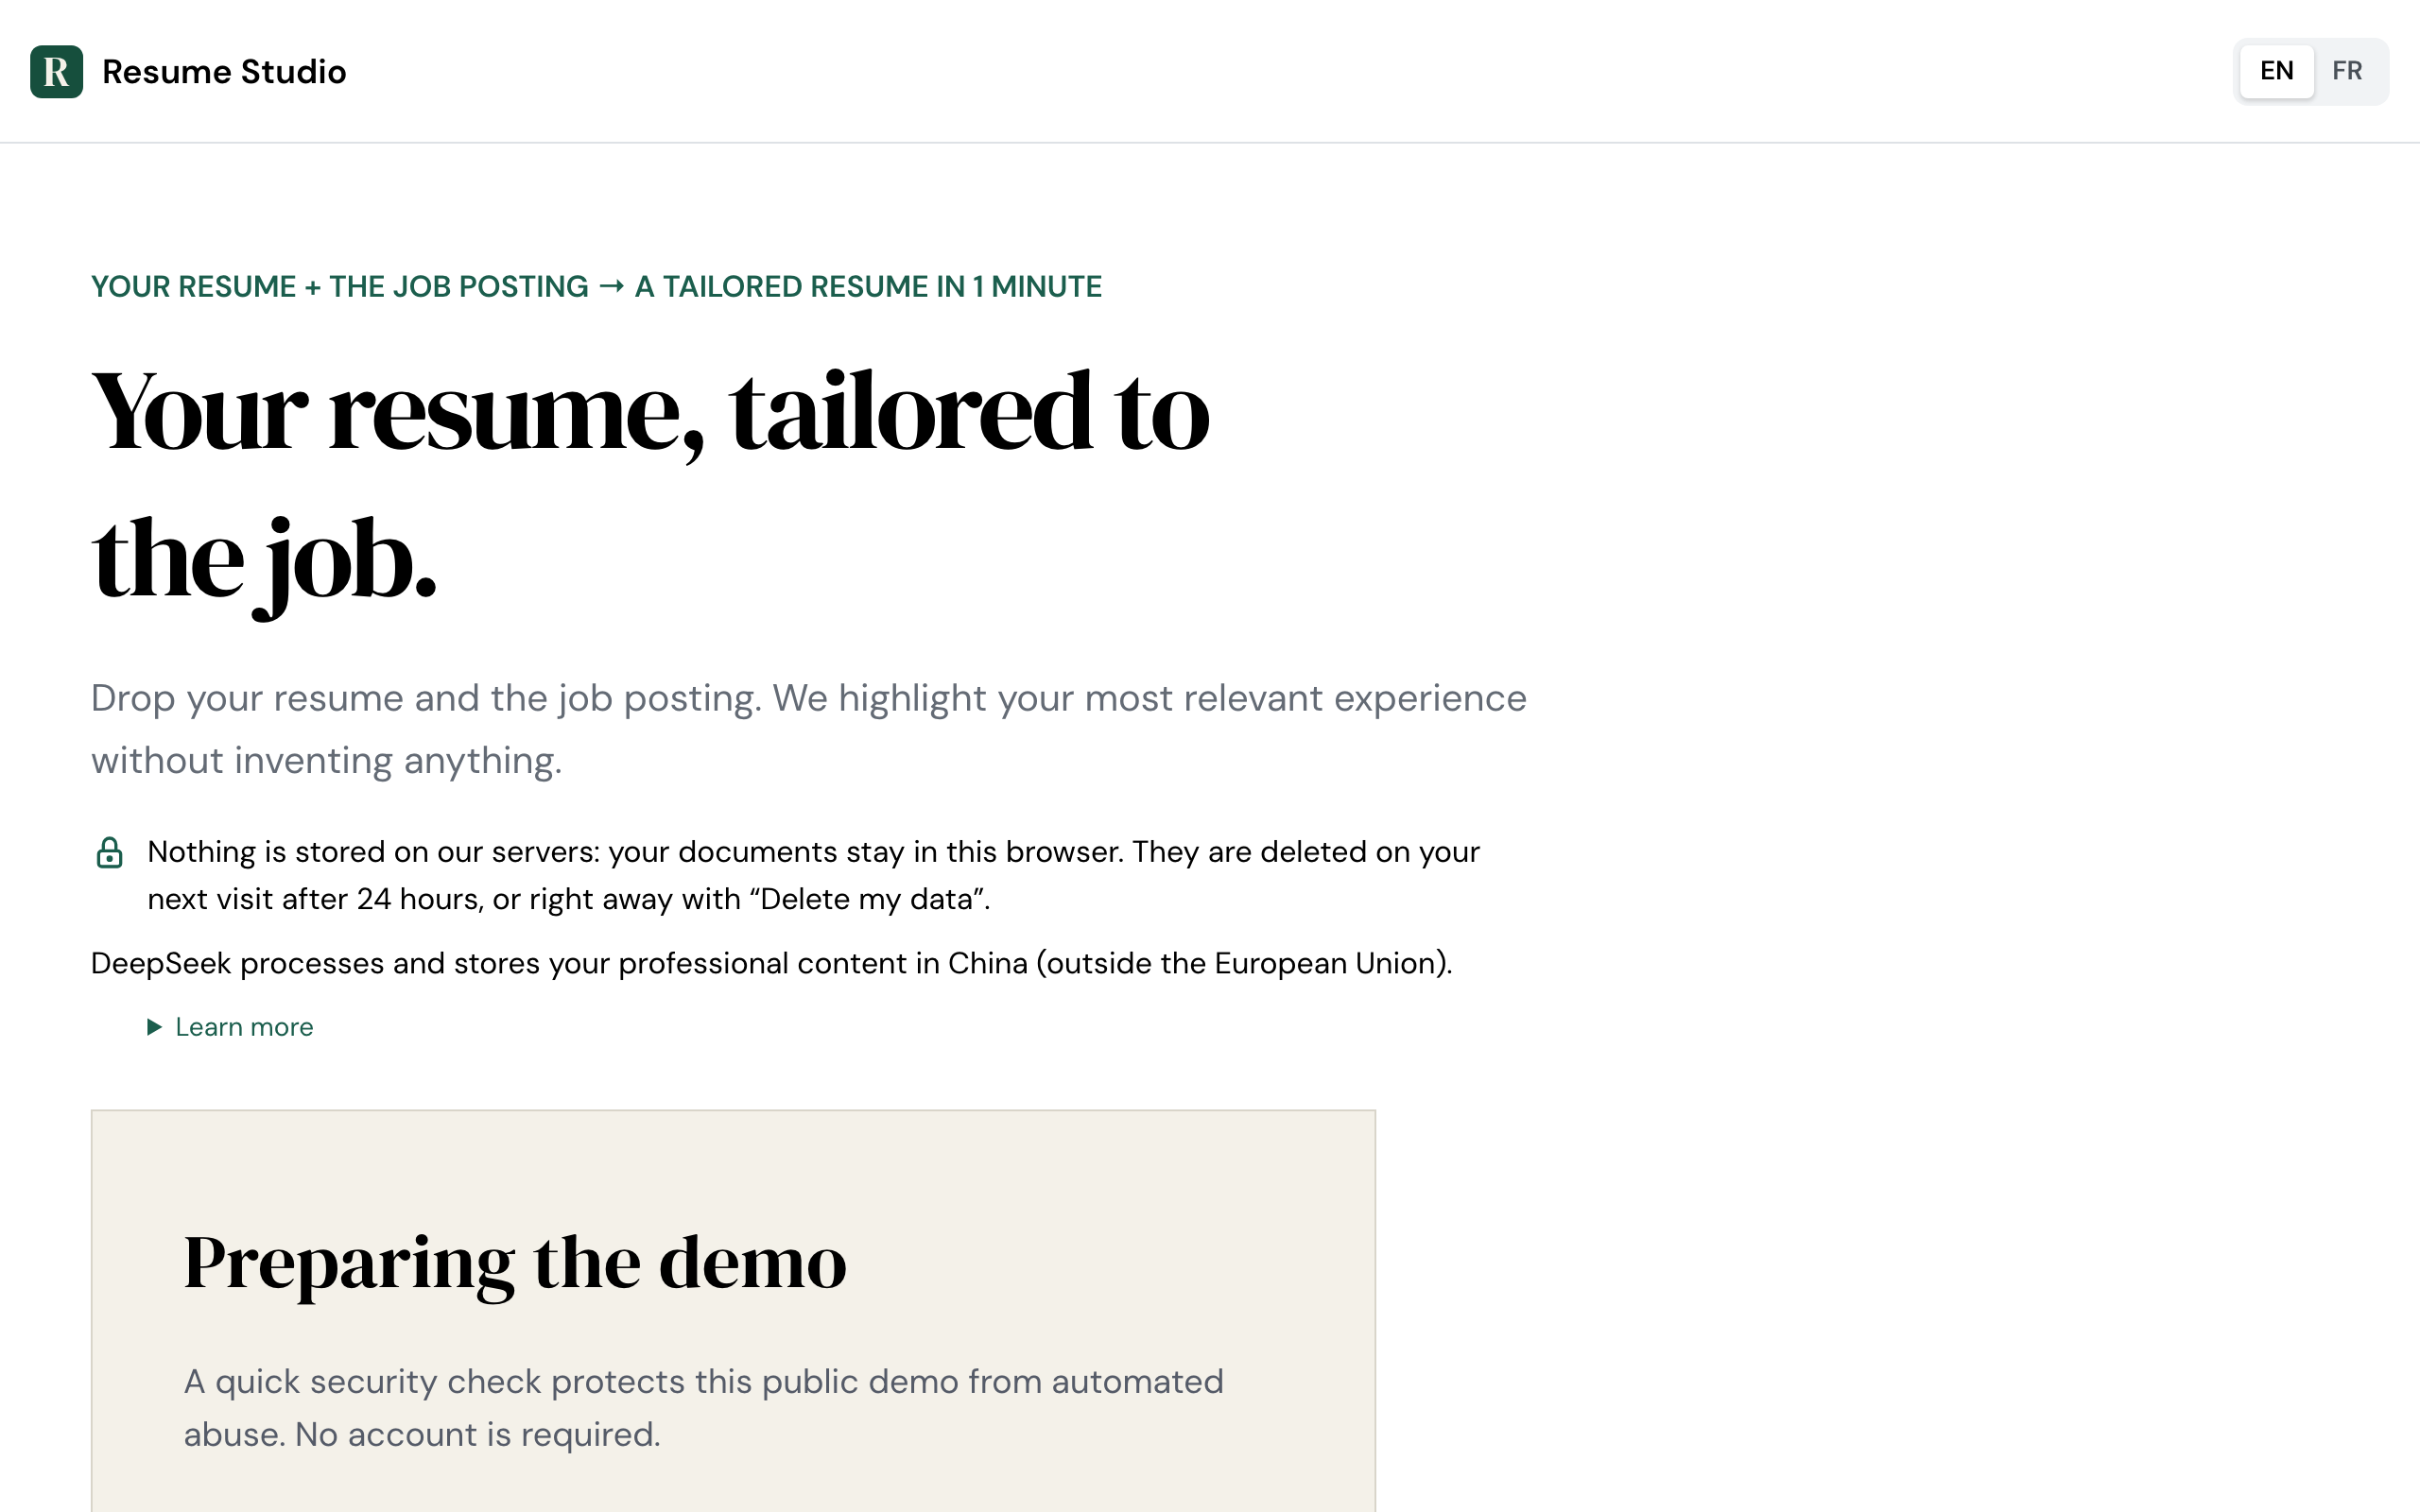 R Resume Studio
EN FR
YOUR RESUME + THE JOB POSTING → A TAILORED RESUME IN 1 MINUTE
Your resume, tailored to
the job.
Drop your resume and the job posting. We highlight your most relevant experience
without inventing anything.
Nothing is stored on our servers: your documents stay in this browser. They are deleted on your
next visit after 24 hours, or right away with “Delete my data”.
DeepSeek processes and stores your professional content in China (outside the European Union).
▶ Learn more
Preparing the demo
A quick security check protects this public demo from automated
abuse. No account is required.